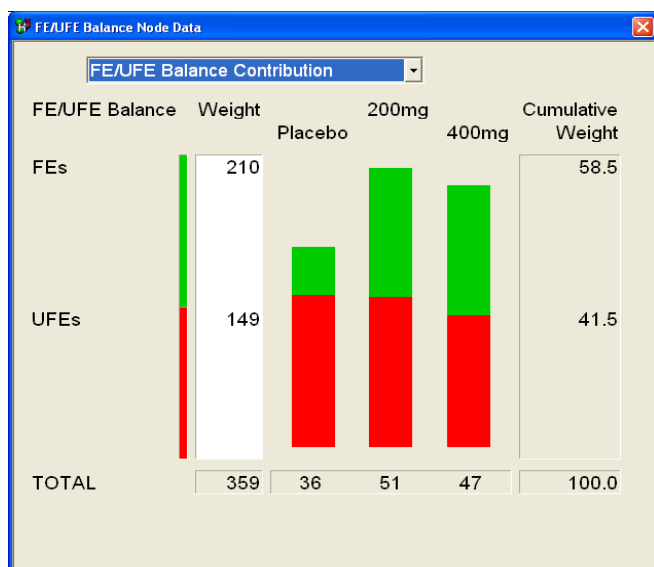 FE/UFE Balance Node Data
FE/UFE Balance Contribution
FE/UFE Balance Weight 200mg Cumulative
Placebo 400mg Weight
FEs 210 58.5
UFEs 149 41.5
TOTAL 359 36 51 47 100.0